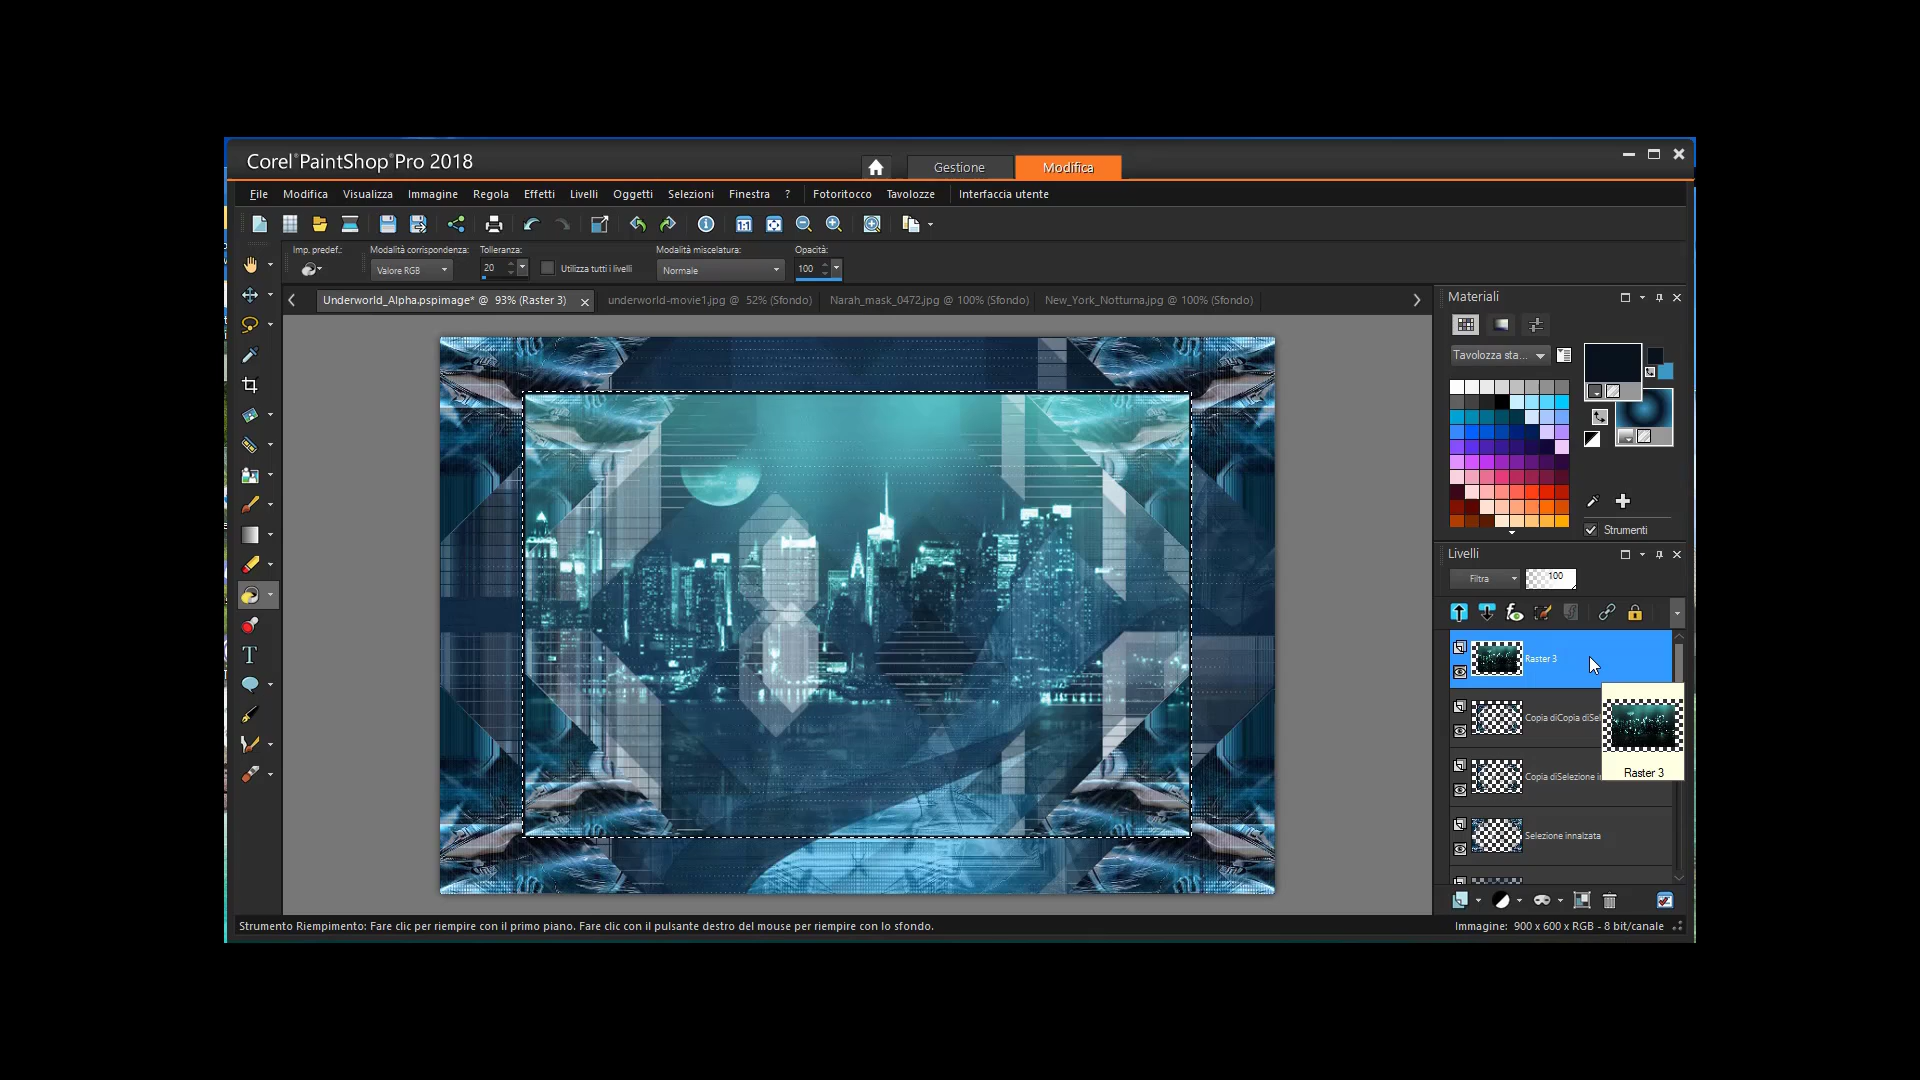 Corel PaintShop Pro 2018
Gestione
Modifica
File Modifica Visualizza Immagine Regola Effetti Livelli Oggetti Selezioni Finestra ? Fotoritocco Tavolozze Interfaccia utente
Imp. predef.: Modalità corrispondenza: Tolleranza: Modalità miscelatura: Opacità:
Valore RGB 20 Utilizza tutti i livelli Normale 100
Underworld_Alpha.pspimage* @ 93% (Raster 3) underworld-movie1.jpg @ 52% (Sfondo) Narah_mask_0472.jpg @ 100% (Sfondo) New_York_Notturna.jpg @ 100% (Sfondo)
Materiali
Tavolozza sta...
Strumenti
Livelli
Filtra 100
Raster 3
Copia diCopia diSel
Raster 3
Copia diSelezione i
Selezione innalzata
Strumento Riempimento: Fare clic per riempire con il primo piano. Fare clic con il pulsante destro del mouse per riempire con lo sfondo.
Immagine: 900 x 600 x RGB - 8 bit/canale